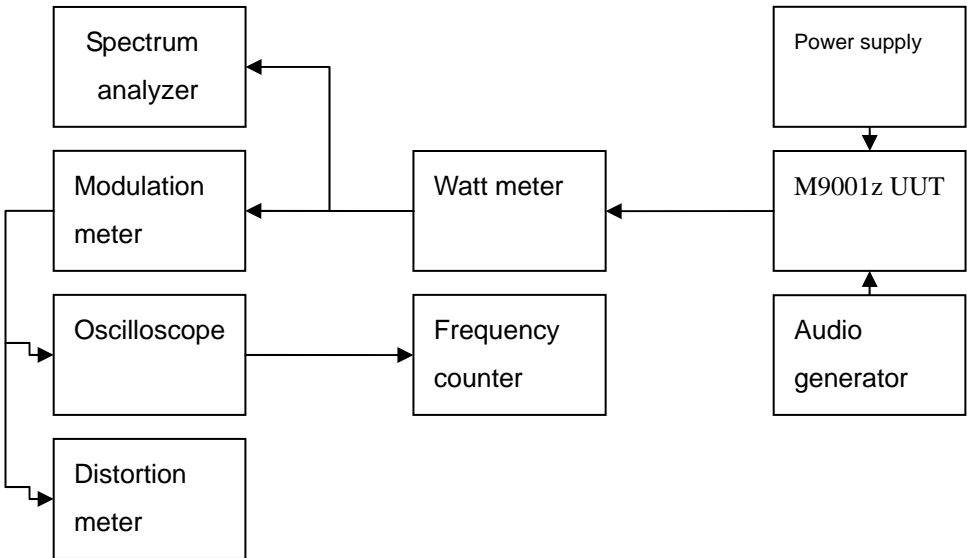 Spectrum
analyzer
Power supply
Modulation
meter
Watt meter
M9001z UUT
Oscilloscope
Frequency
counter
Audio
generator
Distortion
meter